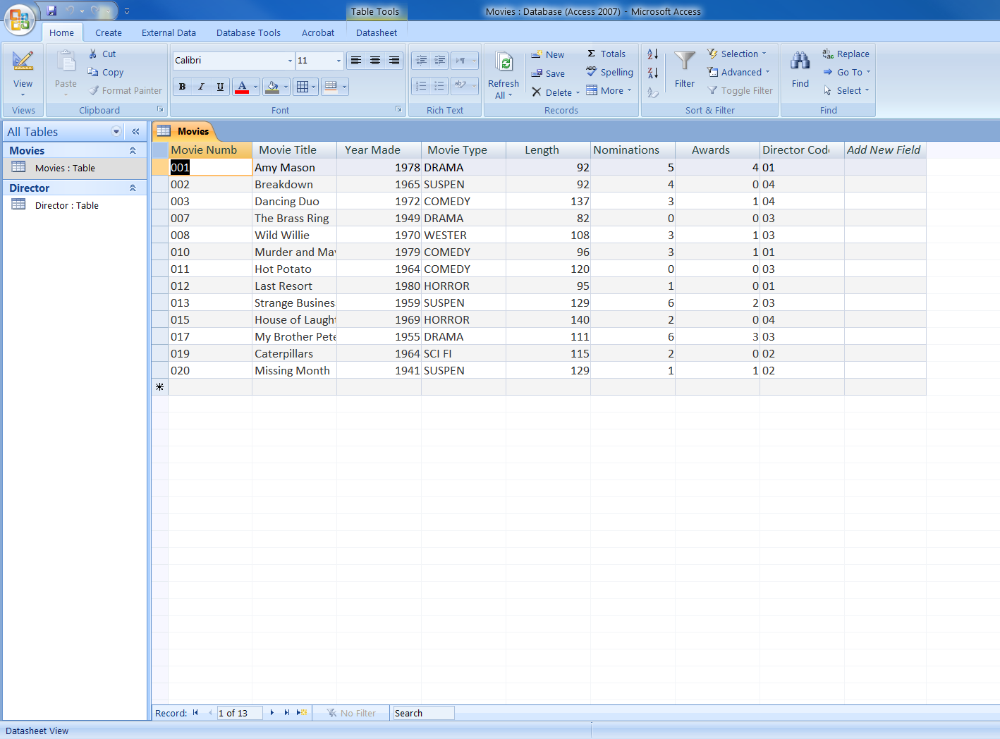 Table Tools
Movies : Database (Access 2007) - Microsoft Access
Home Create External Data Database Tools Acrobat Datasheet
View
Views
Paste
Cut
Copy
Format Painter
Clipboard
Calibri 11
B I U A
Font
Rich Text
Refresh All
New
Save
Delete
Σ Totals
ABC Spelling
More
Records
Filter
Selection
Advanced
Toggle Filter
Sort & Filter
Find
Replace
Go To
Select
Find
All Tables
Movies
Movies : Table
Director
Director : Table
Movies
Movie Numb Movie Title Year Made Movie Type Length Nominations Awards Director Cod Add New Field
001 Amy Mason 1978 DRAMA 92 5 4 01
002 Breakdown 1965 SUSPEN 92 4 0 04
003 Dancing Duo 1972 COMEDY 137 3 1 04
007 The Brass Ring 1949 DRAMA 82 0 0 03
008 Wild Willie 1970 WESTER 108 3 1 03
010 Murder and Ma 1979 COMEDY 96 3 1 01
011 Hot Potato 1964 COMEDY 120 0 0 03
012 Last Resort 1980 HORROR 95 1 0 01
013 Strange Busines 1959 SUSPEN 129 6 2 03
015 House of Laugh 1969 HORROR 140 2 0 04
017 My Brother Pete 1955 DRAMA 111 6 3 03
019 Caterpillars 1964 SCI FI 115 2 0 02
020 Missing Month 1941 SUSPEN 129 1 1 02
Record: 1 of 13 No Filter Search
Datasheet View